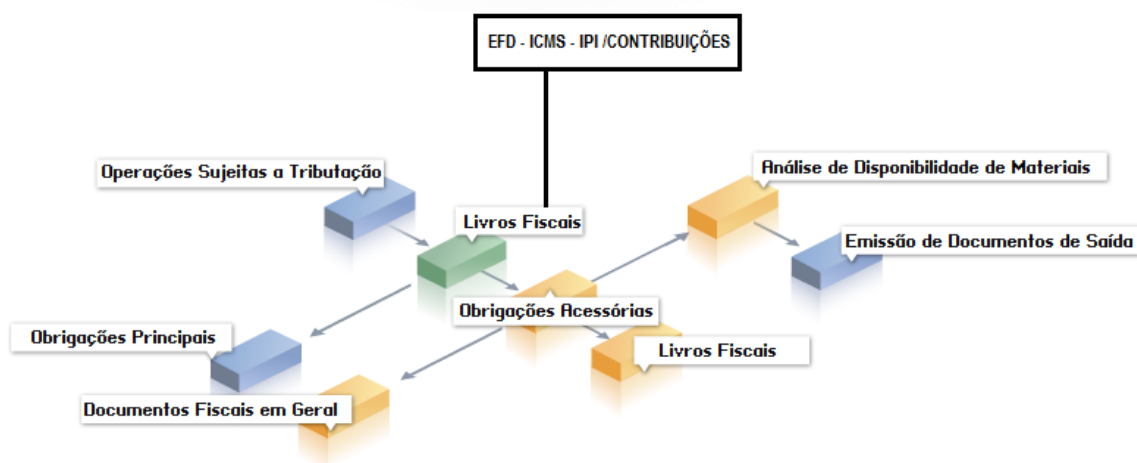 EFD - ICMS - IPI /CONTRIBUIÇÕES
Operações Sujeitas a Tributação
Análise de Disponibilidade de Materiais
Livros Fiscais
Emissão de Documentos de Saída
Obrigações Acessórias
Obrigações Principais
Livros Fiscais
Documentos Fiscais em Geral